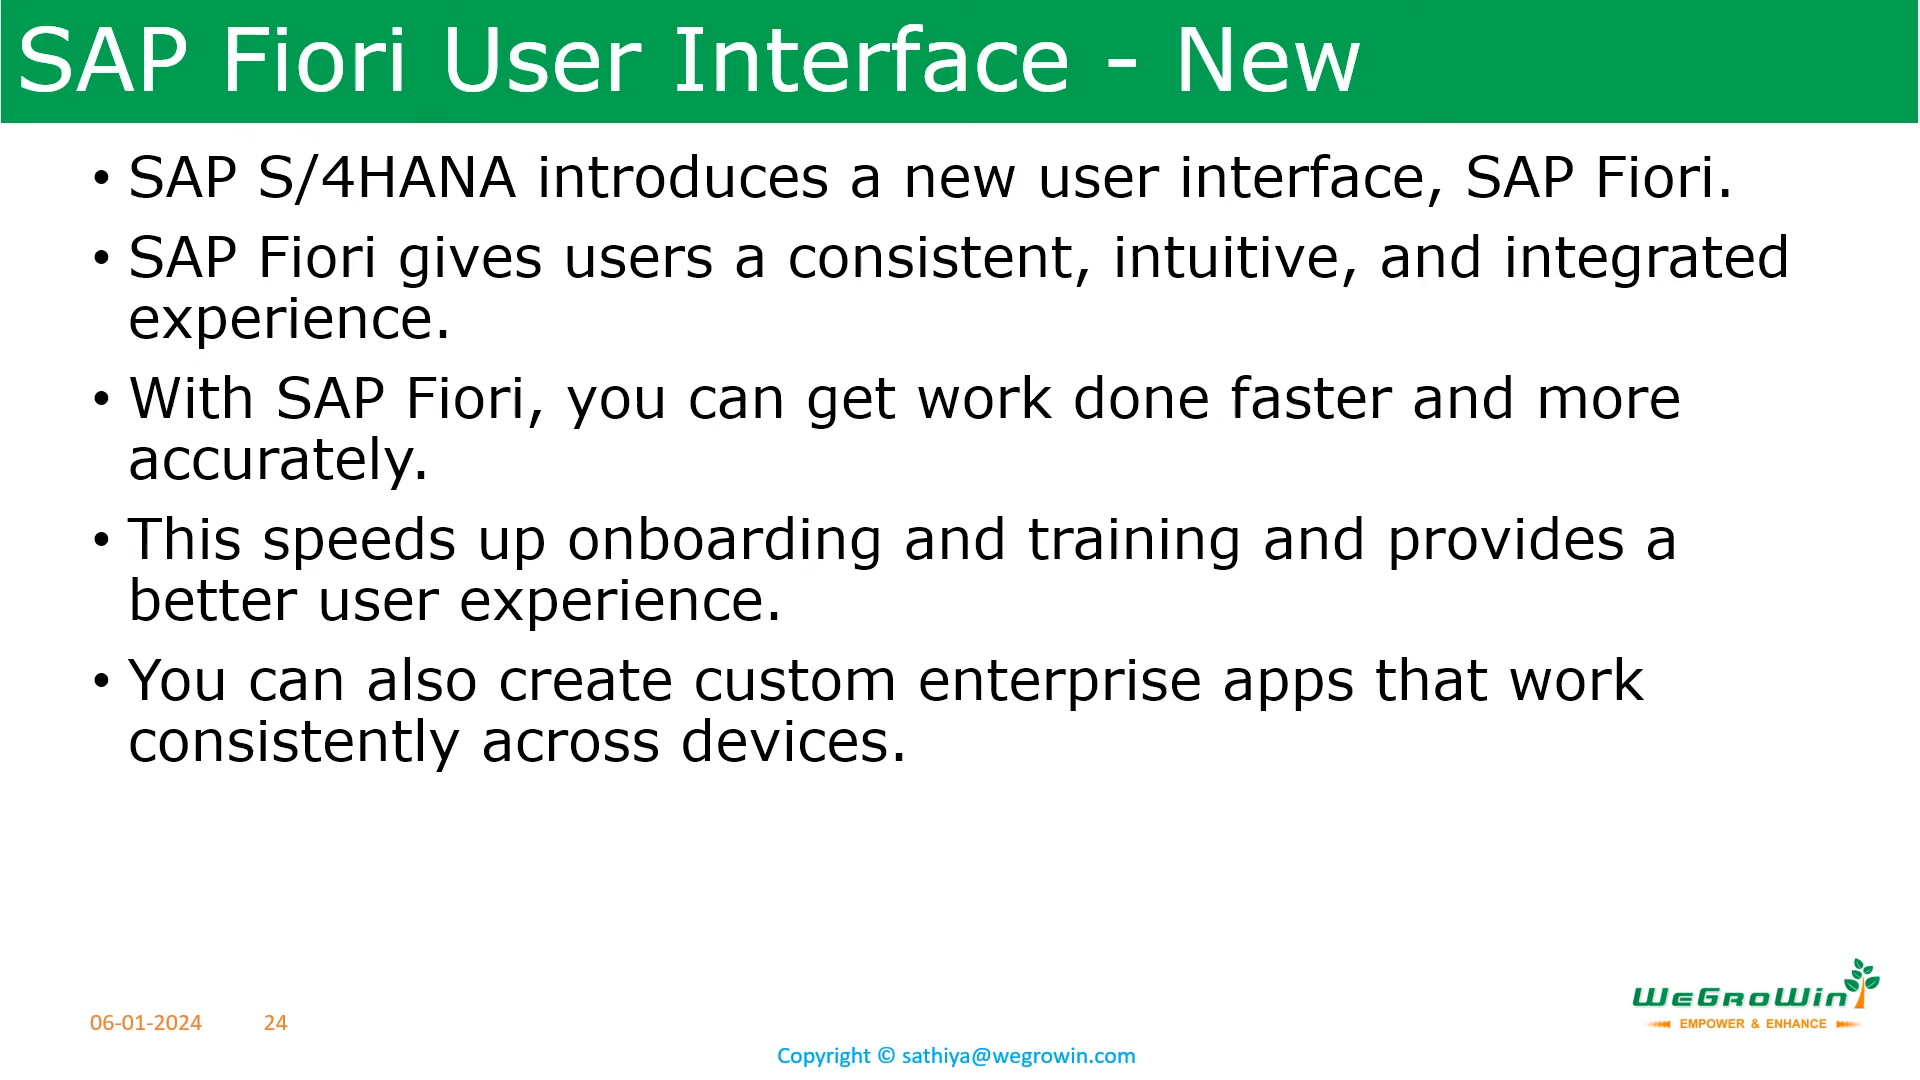 SAP Fiori User Interface - New
• SAP S/4HANA introduces a new user interface, SAP Fiori.
• SAP Fiori gives users a consistent, intuitive, and integrated
experience.
• With SAP Fiori, you can get work done faster and more
accurately.
• This speeds up onboarding and training and provides a
better user experience.
• You can also create custom enterprise apps that work
consistently across devices.
WeGroWin
EMPOWER & ENHANCE
06-01-2024 24
Copyright © sathiya@wegrowin.com